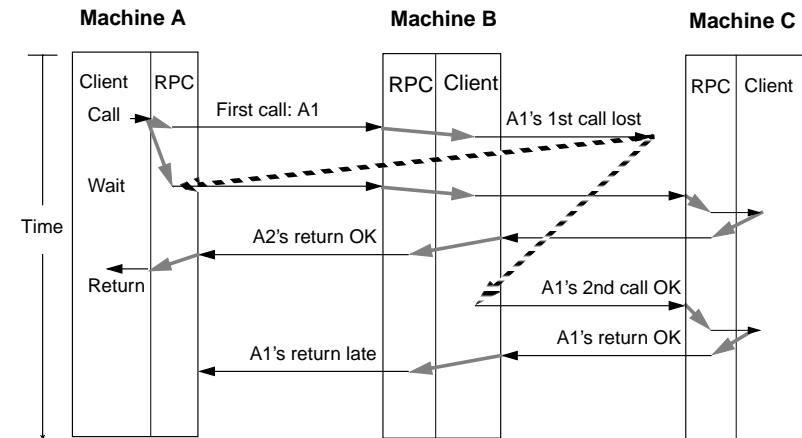 Machine A
Machine B
Machine C
Client
RPC
RPC
Client
RPC
Client
Call
First call: A1
A1's 1st call lost
Wait
Time
A2's return OK
Return
A1's 2nd call OK
A1's return OK
A1's return late